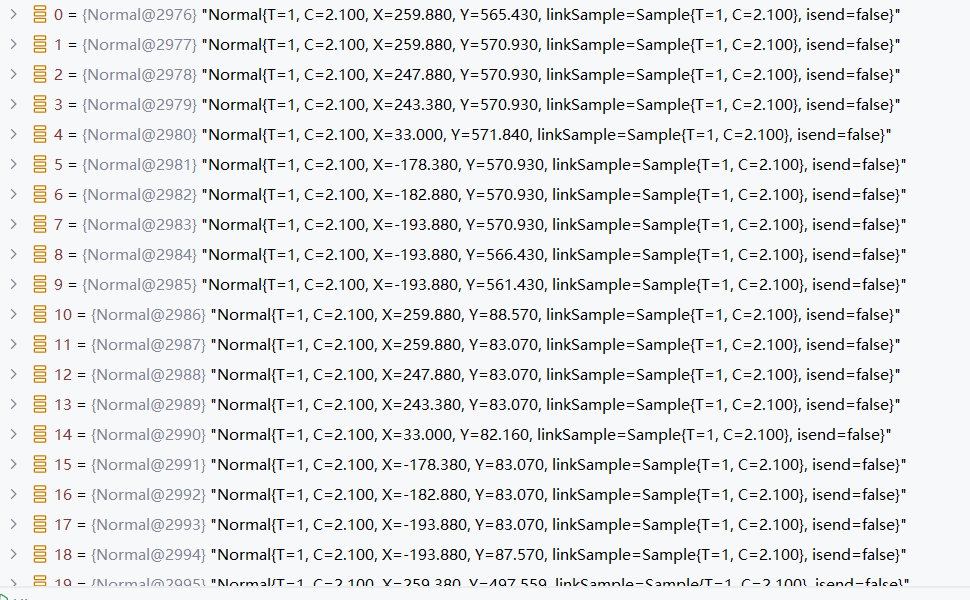 0 = {Normal@2976} "Normal{T=1, C=2.100, X=259.880, Y=565.430, linkSample=Sample{T=1, C=2.100}, isend=false}"
1 = {Normal@2977} "Normal{T=1, C=2.100, X=259.880, Y=570.930, linkSample=Sample{T=1, C=2.100}, isend=false}"
2 = {Normal@2978} "Normal{T=1, C=2.100, X=247.880, Y=570.930, linkSample=Sample{T=1, C=2.100}, isend=false}"
3 = {Normal@2979} "Normal{T=1, C=2.100, X=243.380, Y=570.930, linkSample=Sample{T=1, C=2.100}, isend=false}"
4 = {Normal@2980} "Normal{T=1, C=2.100, X=33.000, Y=571.840, linkSample=Sample{T=1, C=2.100}, isend=false}"
5 = {Normal@2981} "Normal{T=1, C=2.100, X=-178.380, Y=570.930, linkSample=Sample{T=1, C=2.100}, isend=false}"
6 = {Normal@2982} "Normal{T=1, C=2.100, X=-182.880, Y=570.930, linkSample=Sample{T=1, C=2.100}, isend=false}"
7 = {Normal@2983} "Normal{T=1, C=2.100, X=-193.880, Y=570.930, linkSample=Sample{T=1, C=2.100}, isend=false}"
8 = {Normal@2984} "Normal{T=1, C=2.100, X=-193.880, Y=566.430, linkSample=Sample{T=1, C=2.100}, isend=false}"
9 = {Normal@2985} "Normal{T=1, C=2.100, X=-193.880, Y=561.430, linkSample=Sample{T=1, C=2.100}, isend=false}"
10 = {Normal@2986} "Normal{T=1, C=2.100, X=259.880, Y=88.570, linkSample=Sample{T=1, C=2.100}, isend=false}"
11 = {Normal@2987} "Normal{T=1, C=2.100, X=259.880, Y=83.070, linkSample=Sample{T=1, C=2.100}, isend=false}"
12 = {Normal@2988} "Normal{T=1, C=2.100, X=247.880, Y=83.070, linkSample=Sample{T=1, C=2.100}, isend=false}"
13 = {Normal@2989} "Normal{T=1, C=2.100, X=243.380, Y=83.070, linkSample=Sample{T=1, C=2.100}, isend=false}"
14 = {Normal@2990} "Normal{T=1, C=2.100, X=33.000, Y=82.160, linkSample=Sample{T=1, C=2.100}, isend=false}"
15 = {Normal@2991} "Normal{T=1, C=2.100, X=-178.380, Y=83.070, linkSample=Sample{T=1, C=2.100}, isend=false}"
16 = {Normal@2992} "Normal{T=1, C=2.100, X=-182.880, Y=83.070, linkSample=Sample{T=1, C=2.100}, isend=false}"
17 = {Normal@2993} "Normal{T=1, C=2.100, X=-193.880, Y=83.070, linkSample=Sample{T=1, C=2.100}, isend=false}"
18 = {Normal@2994} "Normal{T=1, C=2.100, X=-193.880, Y=87.570, linkSample=Sample{T=1, C=2.100}, isend=false}"
19 = {Normal@2995} "Normal{T=1, C=2.100, X=259.380, Y=497.559, linkSample=Sample{T=1, C=2.100}, isend=false}"